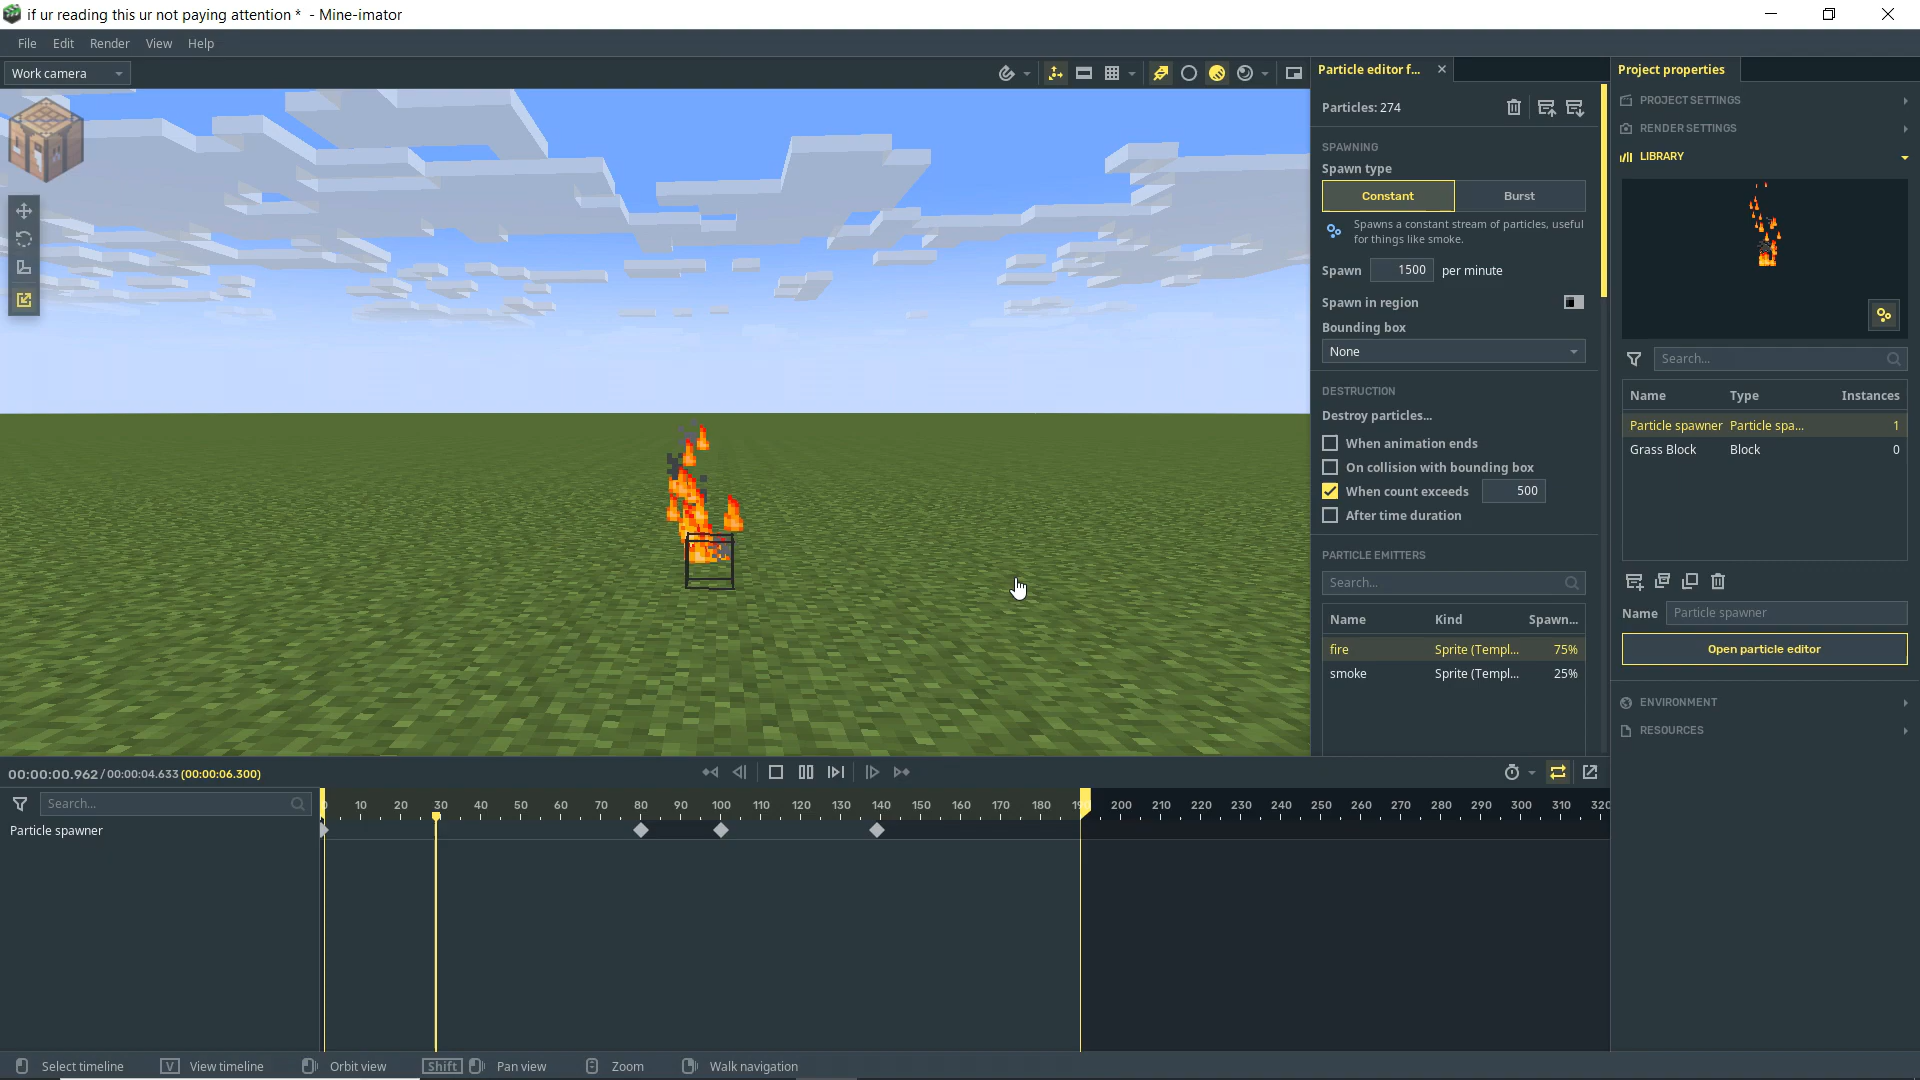 if ur reading this ur not paying attention * - Mine-imator
File Edit Render View Help
Work camera
Particle editor f...
Particles: 274
SPAWNING
Spawn type
Constant Burst
Spawns a constant stream of particles, useful
for things like smoke.
Spawn 1500 per minute
Spawn in region
Bounding box
None
DESTRUCTION
Destroy particles...
When animation ends
On collision with bounding box
When count exceeds 500
After time duration
PARTICLE EMITTERS
Search...
Name Kind Spawn...
fire Sprite (Templ... 75%
smoke Sprite (Templ... 25%
Project properties
PROJECT SETTINGS
RENDER SETTINGS
LIBRARY
Search...
Name Type Instances
Particle spawner Particle spa... 1
Grass Block Block 0
Name Particle spawner
Open particle editor
ENVIRONMENT
RESOURCES
00:00:00.962 / 00:00:04.633 (00:00:06.300)
Search...
0 10 20 30 40 50 60 70 80 90 100 110 120 130 140 150 160 170 180 190 200 210 220 230 240 250 260 270 280 290 300 310 320
Particle spawner
Select timeline V View timeline Orbit view Shift Pan view Zoom Walk navigation